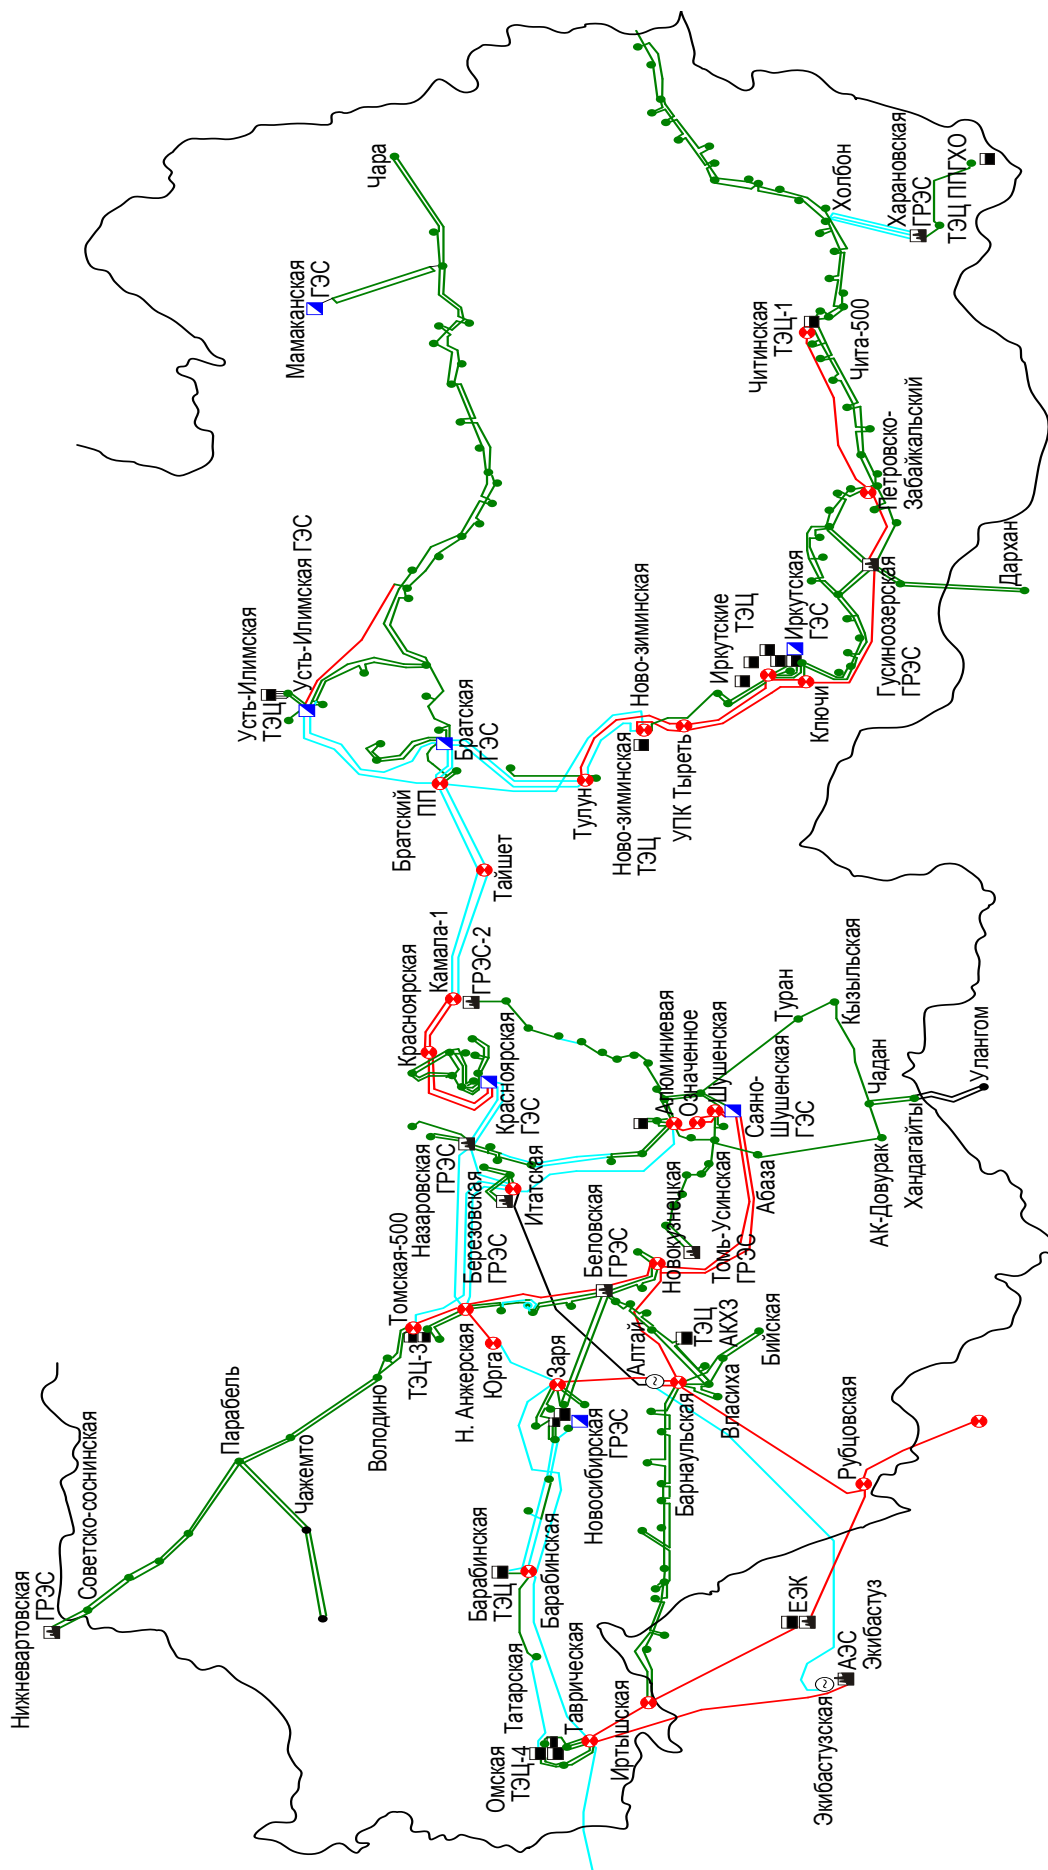 Чара
Мамаканская
ГЭС
Холбон
Харановская
ГРЭС
ТЭЦ ППГХО
Читинская
ТЭЦ-1
Чита-500
Петровско-
Забайкальский
Дархан
Гусиноозерская
ГРЭС
Усть-Илимская
ТЭЦ
Усть-Илимская ГЭС
Братская
ГЭС
Братский
ПП
Тайшет
Тулун
Ново-зиминская
Ново-зиминская
ТЭЦ
УПК Тыреть
Иркутские
ТЭЦ
Иркутская
ГЭС
Ключи
Камала-1
Красноярская
ГРЭС-2
Красноярская
ГЭС
Назаровская
ГРЭС
Березовская
ГРЭС
Итатская
Алюминиевая
Означенное
Шушенская
Саяно-
Шушенская
ГЭС
Туран
Кызыльская
Чадан
Улангом
Хандагайты
АК-Довурак
Абаза
Томь-Усинская
ГРЭС
Новокузнецкая
Беловская
ГРЭС
Томская-500
ТЭЦ-3
Н. Анжерская
Юрга
Володино
Парабель
Чажемто
Советско-соснинская
Нижневартовская
ГРЭС
Заря
Алтай
ТЭЦ
АКХЗ
Бийская
Власиха
Барнаульская
Новосибирская
ГРЭС
Барабинская
ТЭЦ
Барабинская
Татарская
Таврическая
Омская
ТЭЦ-4
Иртышская
Рубцовская
ЕЭК
АЭС
Экибастуз
Экибастузская